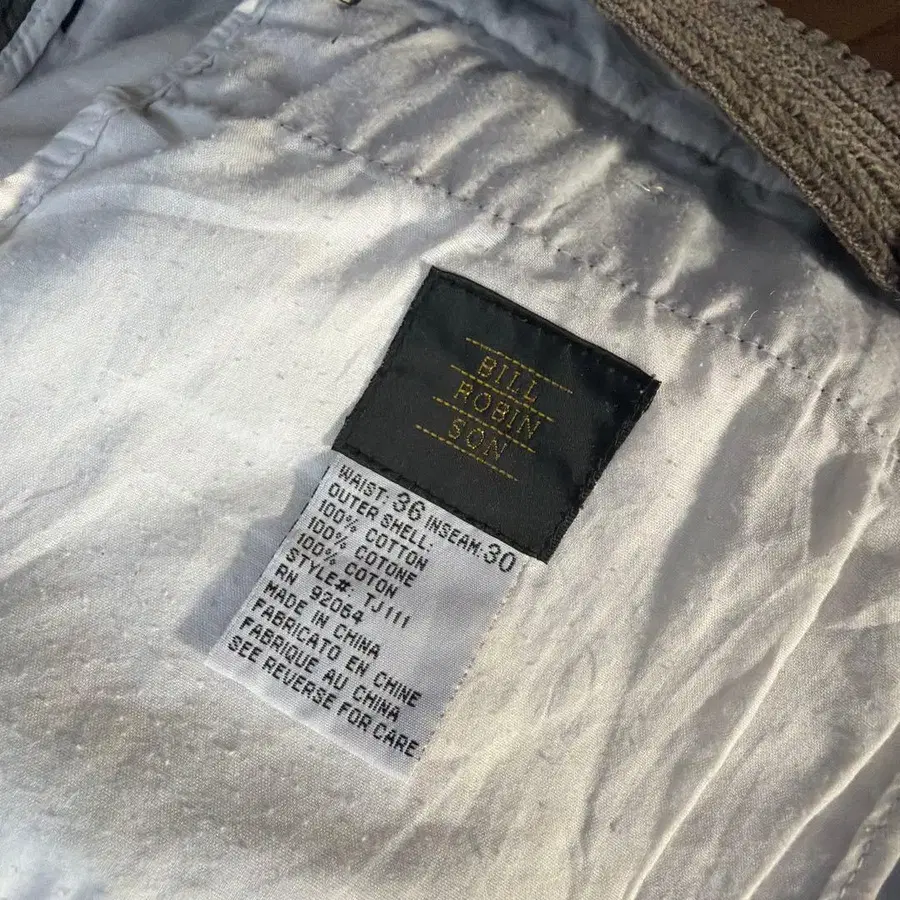 BILL
ROBIN
SON
WAIST: 36 INSEAM: 30
OUTER SHELL:
100% COTTON
100% COTONE
100% COTON
STYLE#: TJ111
RN 92064
MADE IN CHINA
FABRICATO EN CHINE
FABRIQUE AU CHINA
SEE REVERSE FOR CARE